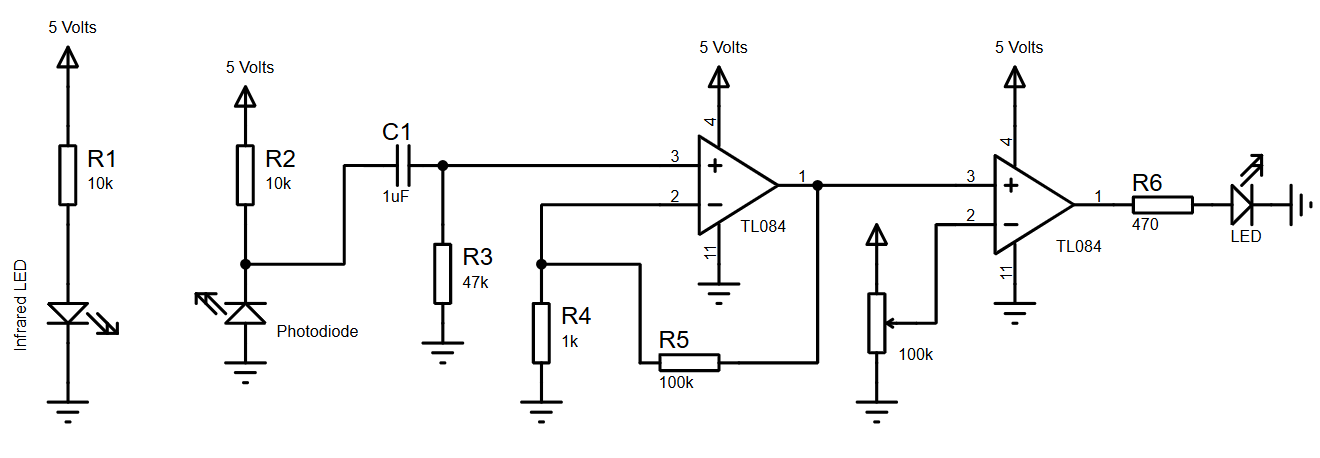 5 Volts
R1
10k
Infrared LED
5 Volts
R2
10k
Photodiode
C1
1uF
R3
47k
5 Volts
4
3
2
1
11
TL084
R4
1k
R5
100k
5 Volts
4
3
2
1
11
TL084
100k
R6
470
LED